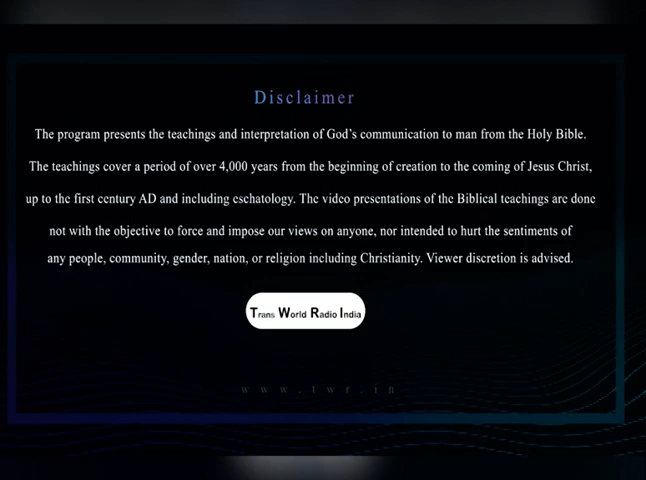 Disclaimer
The program presents the teachings and interpretation of God's communication to man from the Holy Bible.
The teachings cover a period of over 4,000 years from the beginning of creation to the coming of Jesus Christ,
up to the first century AD and including eschatology. The video presentations of the Biblical teachings are done
not with the objective to force and impose our views on anyone, nor intended to hurt the sentiments of
any people, community, gender, nation, or religion including Christianity. Viewer discretion is advised.
Trans World Radio India
www.twr.in